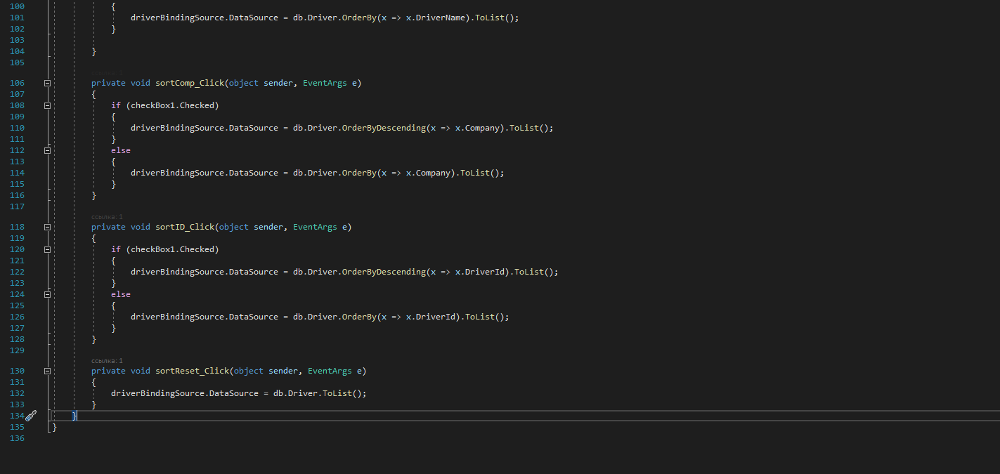 100 {
101 driverBindingSource.DataSource = db.Driver.OrderBy(x => x.DriverName).ToList();
102 }
103
104 }
105
ссылка: 1
106 private void sortComp_Click(object sender, EventArgs e)
107 {
108 if (checkBox1.Checked)
109 {
110 driverBindingSource.DataSource = db.Driver.OrderByDescending(x => x.Company).ToList();
111 }
112 else
113 {
114 driverBindingSource.DataSource = db.Driver.OrderBy(x => x.Company).ToList();
115 }
116 }
117
ссылка: 1
118 private void sortID_Click(object sender, EventArgs e)
119 {
120 if (checkBox1.Checked)
121 {
122 driverBindingSource.DataSource = db.Driver.OrderByDescending(x => x.DriverId).ToList();
123 }
124 else
125 {
126 driverBindingSource.DataSource = db.Driver.OrderBy(x => x.DriverId).ToList();
127 }
128 }
129
ссылка: 1
130 private void sortReset_Click(object sender, EventArgs e)
131 {
132 driverBindingSource.DataSource = db.Driver.ToList();
133 }
134 }
135 }
136